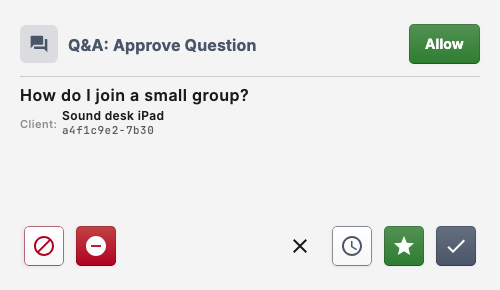 Q&A: Approve Question
Allow
How do I join a small group?
Client: Sound desk iPad
a4f1c9e2-7b30